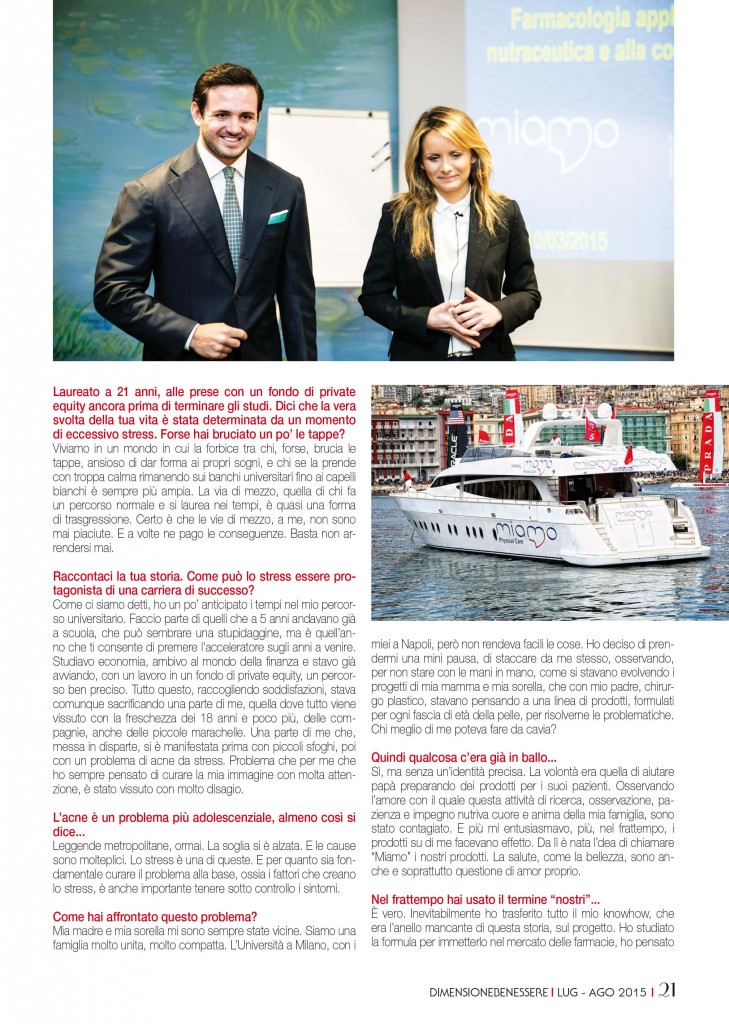 Farmacologia appl
nutraceutica e alla co
miamo
i
10/03/2015
Laureato a 21 anni, alle prese con un fondo di private
equity ancora prima di terminare gli studi. Dici che la vera
svolta della tua vita è stata determinata da un momento
di eccessivo stress. Forse hai bruciato un po’ le tappe?
Viviamo in un mondo in cui la forbice tra chi, forse, brucia le
tappe, ansioso di dar forma ai propri sogni, e chi se la prende
con troppa calma rimanendo sui banchi universitari fino ai capelli
bianchi è sempre più ampia. La via di mezzo, quella di chi fa
un percorso normale e si laurea nei tempi, è quasi una forma
di trasgressione. Certo è che le vie di mezzo, a me, non sono
mai piaciute. E a volte ne pago le conseguenze. Basta non ar-
rendersi mai.
Raccontaci la tua storia. Come può lo stress essere pro-
tagonista di una carriera di successo?
Come ci siamo detti, ho un po’ anticipato i tempi nel mio percor-
so universitario. Faccio parte di quelli che a 5 anni andavano già
a scuola, che può sembrare una stupidaggine, ma è quell’an-
no che ti consente di premere l’acceleratore sugli anni a venire.
Studiavo economia, ambivo al mondo della finanza e stavo già
avviando, con un lavoro in un fondo di private equity, un percor-
so ben preciso. Tutto questo, raccogliendo soddisfazioni, stava
comunque sacrificando una parte di me, quella dove tutto viene
vissuto con la freschezza dei 18 anni e poco più, delle com-
pagnie, anche delle piccole marachelle. Una parte di me che,
messa in disparte, si è manifestata prima con piccoli sfoghi, poi
con un problema di acne da stress. Problema che per me che
ho sempre pensato di curare la mia immagine con molta atten-
zione, è stato vissuto con molto disagio.
L’acne è un problema più adolescenziale, almeno così si
dice...
Leggende metropolitane, ormai. La soglia si è alzata. E le cause
sono molteplici. Lo stress è una di queste. E per quanto sia fon-
damentale curare il problema alla base, ossia i fattori che creano
lo stress, è anche importante tenere sotto controllo i sintomi.
Come hai affrontato questo problema?
Mia madre e mia sorella mi sono sempre state vicine. Siamo una
famiglia molto unita, molto compatta. L’Università a Milano, con i
ORACLE
PRADA
miamo
miamo
Physical Care
miei a Napoli, però non rendeva facili le cose. Ho deciso di pren-
dermi una mini pausa, di staccare da me stesso, osservando,
per non stare con le mani in mano, come si stavano evolvendo i
progetti di mia mamma e mia sorella, che con mio padre, chirur-
go plastico, stavano pensando a una linea di prodotti, formulati
per ogni fascia di età della pelle, per risolverne le problematiche.
Chi meglio di me poteva fare da cavia?
Quindi qualcosa c’era già in ballo...
Sì, ma senza un’identità precisa. La volontà era quella di aiutare
papà preparando dei prodotti per i suoi pazienti. Osservando
l’amore con il quale questa attività di ricerca, osservazione, pa-
zienza e impegno nutriva cuore e anima della mia famiglia, sono
stato contagiato. E più mi entusiasmavo, più, nel frattempo, i
prodotti su di me facevano effetto. Da lì è nata l’idea di chiamare
“Miamo” i nostri prodotti. La salute, come la bellezza, sono an-
che e soprattutto questione di amor proprio.
Nel frattempo hai usato il termine “nostri”...
È vero. Inevitabilmente ho trasferito tutto il mio knowhow, che
era l’anello mancante di questa storia, sul progetto. Ho studiato
la formula per immetterlo nel mercato delle farmacie, ho pensato
DIMENSIONEBENESSERE | LUG - AGO 2015 | 21